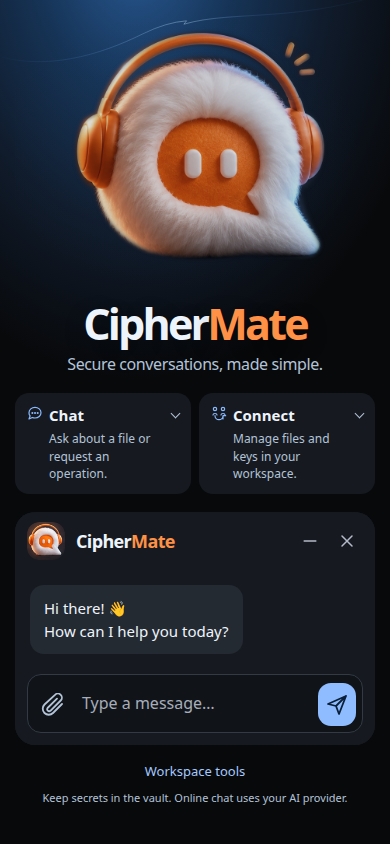 CipherMate
Secure conversations, made simple.
Chat
Ask about a file or
request an
operation.
Connect
Manage files and
keys in your
workspace.
CipherMate
Hi there! 👋
How can I help you today?
Type a message...
Workspace tools
Keep secrets in the vault. Online chat uses your AI provider.